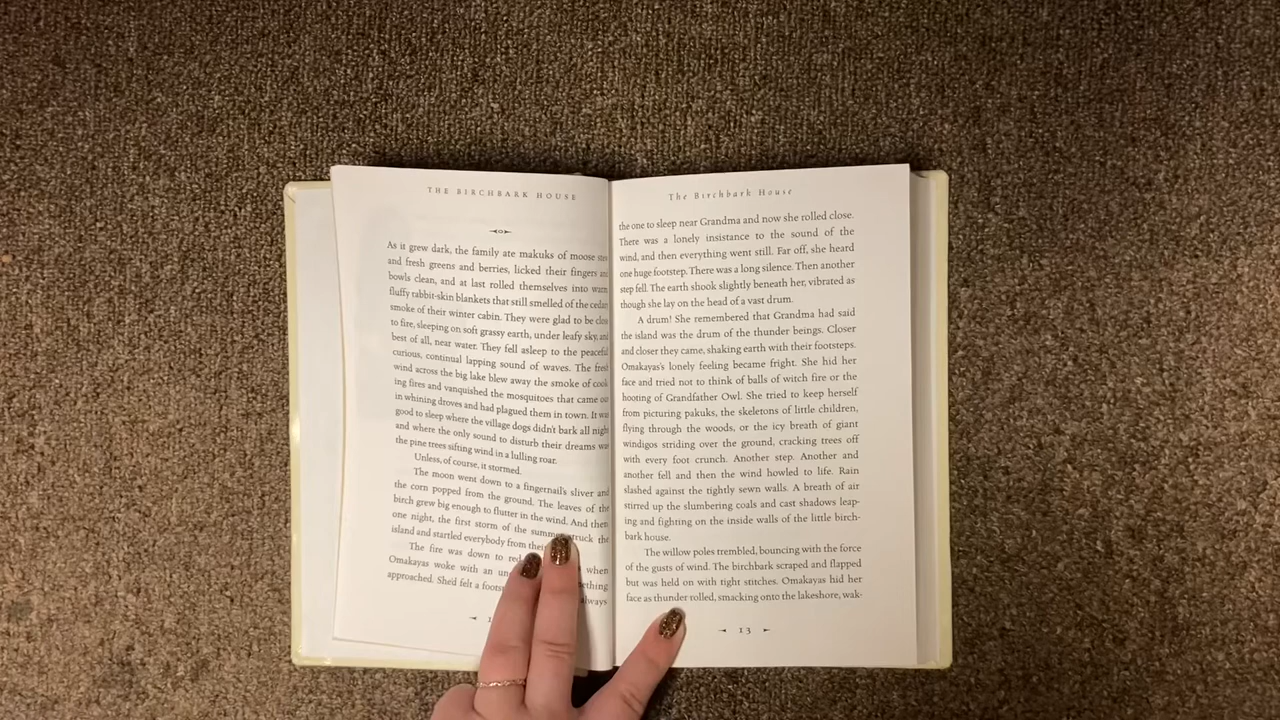 THE BIRCHBARK HOUSE
As it grew dark, the family ate makuks of moose
and fresh greens and berries, licked their fingers and
bowls clean, and at last rolled themselves into warm
fluffy rabbit-skin blankets that still smelled of the cedar
smoke of their winter cabin. They were glad to be close
to fire, sleeping on soft grassy earth, under leafy sky, and
best of all, near water. They fell asleep to the peaceful
curious, continual lapping sound of waves. The fresh
wind across the big lake blew away the smoke of cook
ing fires and vanquished the mosquitoes that came out
in whining droves and had plagued them in town. It was
good to sleep where the village dogs didn't bark all night
and where the only sound to disturb their dreams was
the pine trees sifting wind in a lulling roar.
Unless, of course, it stormed.
The moon went down to a fingernail's sliver and
the corn popped from the ground. The leaves of the
birch grew big enough to flutter in the wind. And then
one night, the first storm of the summer struck the
island and startled everybody from their
The fire was down to red when
Omakayas woke with an
approached. She'd felt a always
The Birchbark House
the one to sleep near Grandma and now she rolled close.
There was a lonely insistance to the sound of the
wind, and then everything went still. Far off, she heard
one huge footstep. There was a long silence. Then another
step fell. The earth shook slightly beneath her, vibrated as
though she lay on the head of a vast drum.
A drum! She remembered that Grandma had said
the island was the drum of the thunder beings. Closer
and closer they came, shaking earth with their footsteps.
Omakayas's lonely feeling became fright. She hid her
face and tried not to think of balls of witch fire or the
hooting of Grandfather Owl. She tried to keep herself
from picturing pakuks, the skeletons of little children,
flying through the woods, or the icy breath of giant
windigos striding over the ground, cracking trees off
with every foot crunch. Another step. Another and
another fell and then the wind howled to life. Rain
slashed against the tightly sewn walls. A breath of air
stirred up the slumbering coals and cast shadows leap-
ing and fighting on the inside walls of the little birch-
bark house.
The willow poles trembled, bouncing with the force
of the gusts of wind. The birchbark scraped and flapped
but was held on with tight stitches. Omakayas hid her
face as thunder rolled, smacking onto the lakeshore, wak-
13